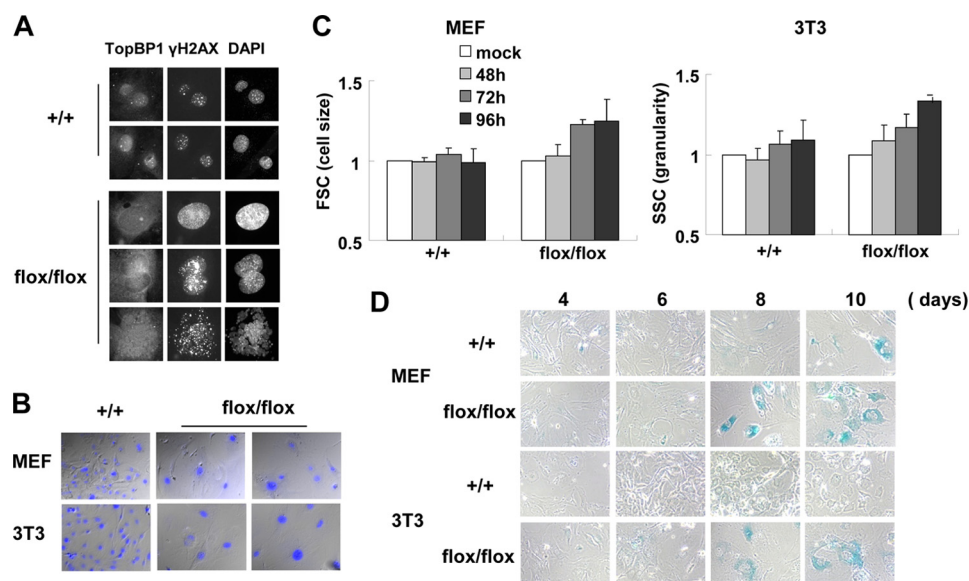 A
TopBP1 γH2AX DAPI
+/+
flox/flox
B
+/+ flox/flox
MEF
3T3
C
MEF
mock
48h
72h
96h
FSC (cell size)
1.5
1
0.5
+/+ flox/flox
3T3
SSC (granularity)
1.5
1
0.5
+/+ flox/flox
D
4 6 8 10 ( days)
MEF
+/+
flox/flox
3T3
+/+
flox/flox